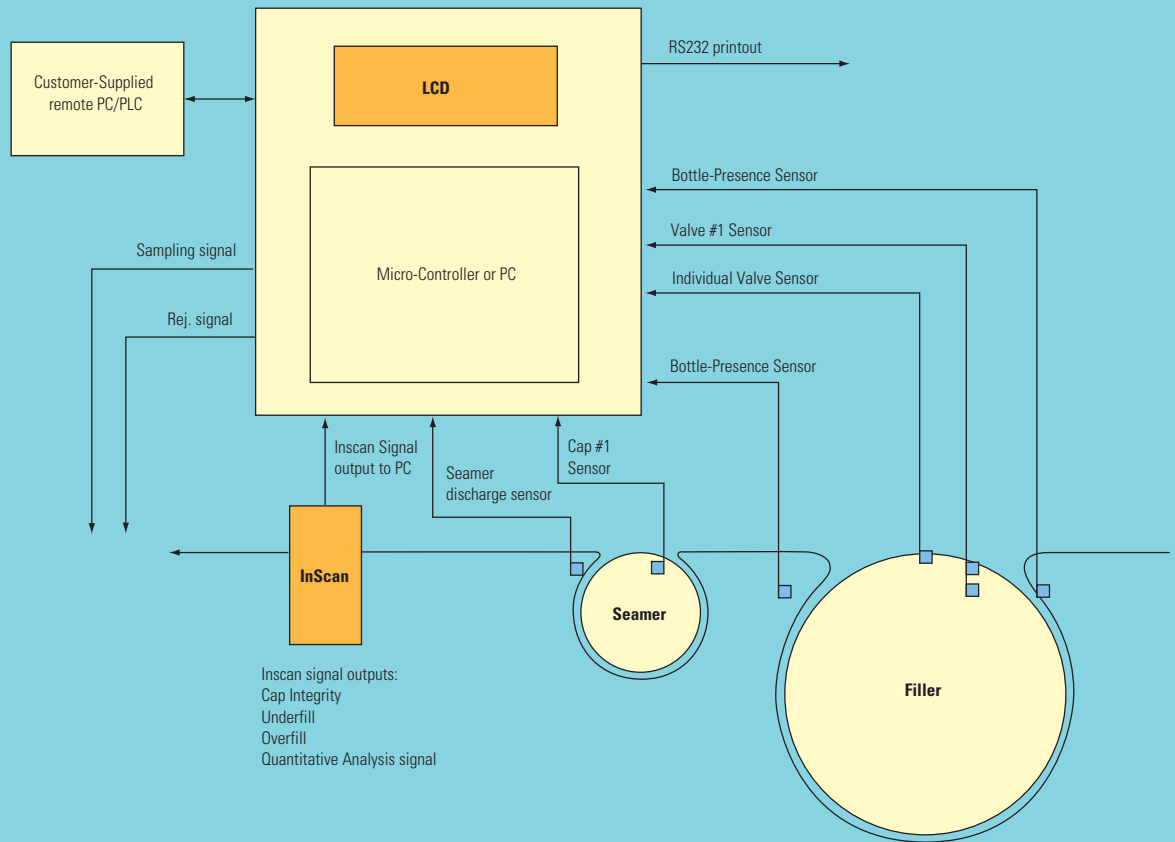 RS232 printout
LCD
Customer-Supplied
remote PC/PLC
Bottle-Presence Sensor
Valve #1 Sensor
Sampling signal
Micro-Controller or PC
Individual Valve Sensor
Rej. signal
Bottle-Presence Sensor
Inscan Signal
output to PC
Cap #1
Sensor
Seamer
discharge sensor
InScan
Seamer
Filler
Inscan signal outputs:
Cap Integrity
Underfill
Overfill
Quantitative Analysis signal